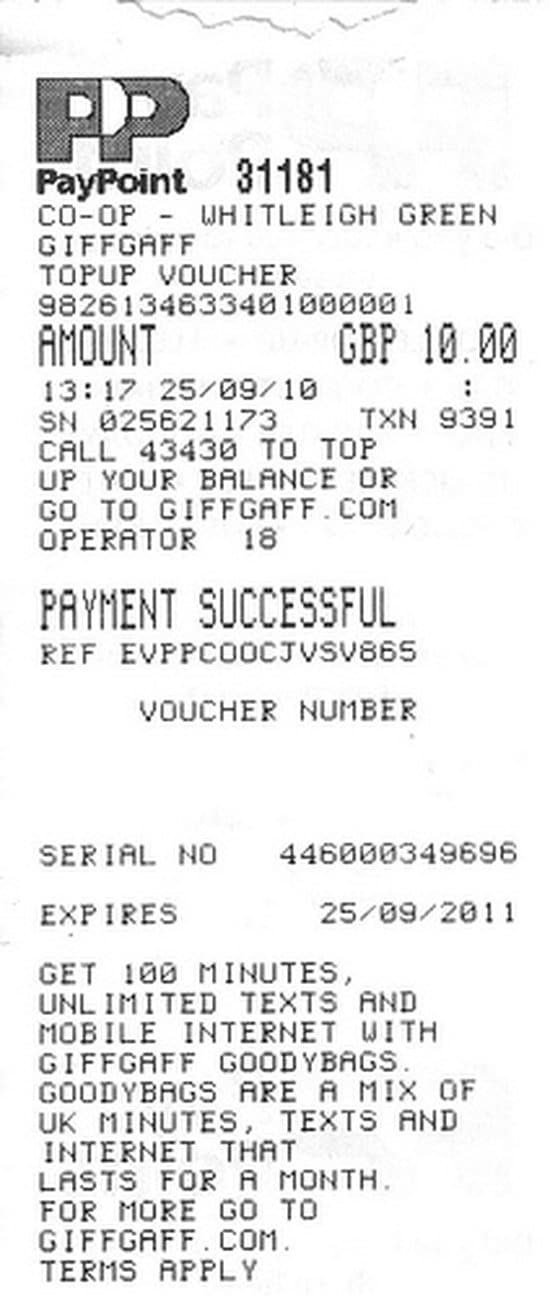 PayPoint 31181
CO-OP - WHITLEIGH GREEN
GIFFGAFF
TOPUP VOUCHER
9826134633401000001
AMOUNT GBP 10.00
13:17 25/09/10 :
SN 025621173 TXN 9391
CALL 43430 TO TOP
UP YOUR BALANCE OR
GO TO GIFFGAFF.COM
OPERATOR 18
PAYMENT SUCCESSFUL
REF EVPPCOOCJVSV865
VOUCHER NUMBER
SERIAL NO 446000349696
EXPIRES 25/09/2011
GET 100 MINUTES,
UNLIMITED TEXTS AND
MOBILE INTERNET WITH
GIFFGAFF GOODYBAGS.
GOODYBAGS ARE A MIX OF
UK MINUTES, TEXTS AND
INTERNET THAT
LASTS FOR A MONTH.
FOR MORE GO TO
GIFFGAFF.COM.
TERMS APPLY